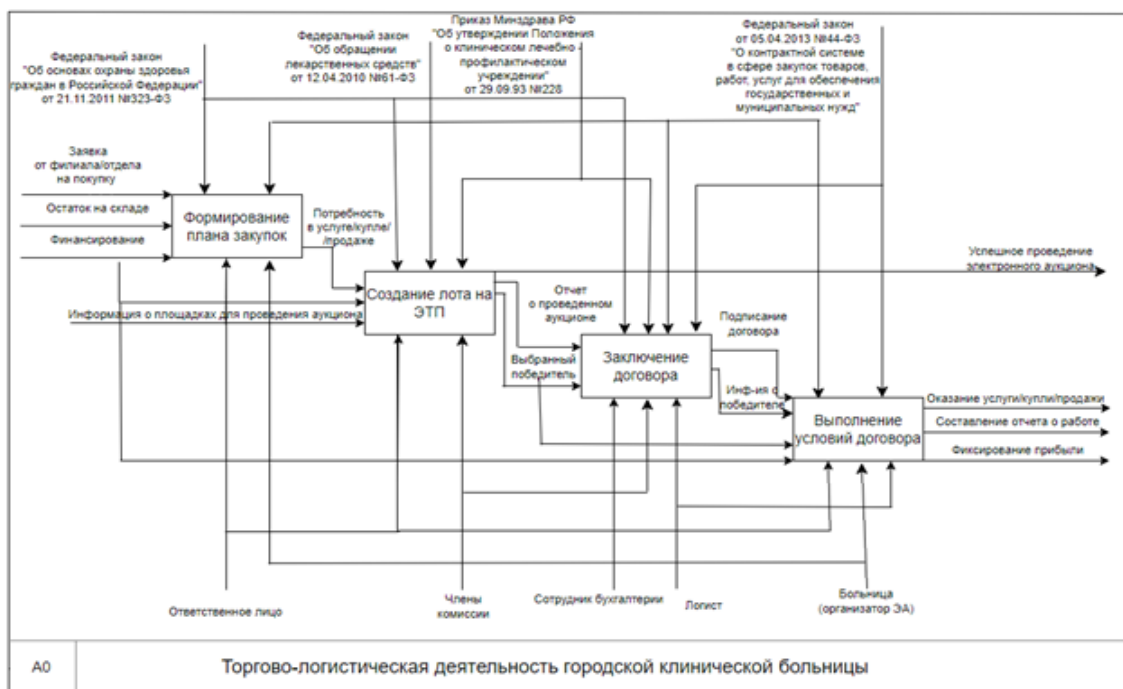 Федеральный закон
"Об основах охраны здоровья
граждан в Российской Федерации"
от 21.11.2011 №323-ФЗ
Федеральный закон
"Об обращении
лекарственных средств"
от 12.04.2010 №61-ФЗ
Приказ Минздрава РФ
"Об утверждении Положения
о клиническом лечебно -
профилактическом
учреждении"
от 29.09.93 №228
Федеральный закон
от 05.04.2013 №44-ФЗ
"О контрактной системе
в сфере закупок товаров,
работ, услуг для обеспечения
государственных и
муниципальных нужд"
Заявка
от филиала/отдела
на покупку
Остаток на складе
Финансирование
Формирование
плана закупок
Потребность
в услуге/купле/
/продаже
Информация о площадках для проведения аукциона
Создание лота на
ЭТП
Отчет
о проведенном
аукционе
Выбранный
победитель
Успешное проведение
электронного аукциона
Заключение
договора
Подписание
договора
Инф-ия о
победителе
Выполнение
условий договора
Оказание услуги/купли/продажи
Составление отчета о работе
Фиксирование прибыли
Ответственное лицо
Члены
комиссии
Сотрудник бухгалтерии
Логист
Больница
(организатор ЭА)
A0
Торгово-логистическая деятельность городской клинической больницы